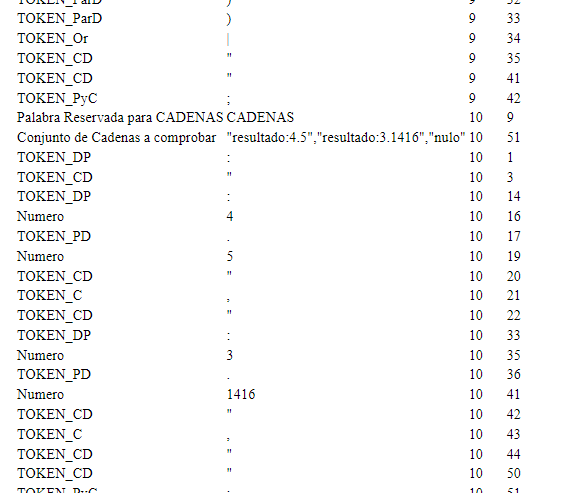 TOKEN_ParD ) 9 32
TOKEN_ParD ) 9 33
TOKEN_Or | 9 34
TOKEN_CD " 9 35
TOKEN_CD " 9 41
TOKEN_PyC ; 9 42
Palabra Reservada para CADENAS CADENAS 10 9
Conjunto de Cadenas a comprobar "resultado:4.5","resultado:3.1416","nulo" 10 51
TOKEN_DP : 10 1
TOKEN_CD " 10 3
TOKEN_DP : 10 14
Numero 4 10 16
TOKEN_PD . 10 17
Numero 5 10 19
TOKEN_CD " 10 20
TOKEN_C , 10 21
TOKEN_CD " 10 22
TOKEN_DP : 10 33
Numero 3 10 35
TOKEN_PD . 10 36
Numero 1416 10 41
TOKEN_CD " 10 42
TOKEN_C , 10 43
TOKEN_CD " 10 44
TOKEN_CD " 10 50
TOKEN_PyC ; 10 51